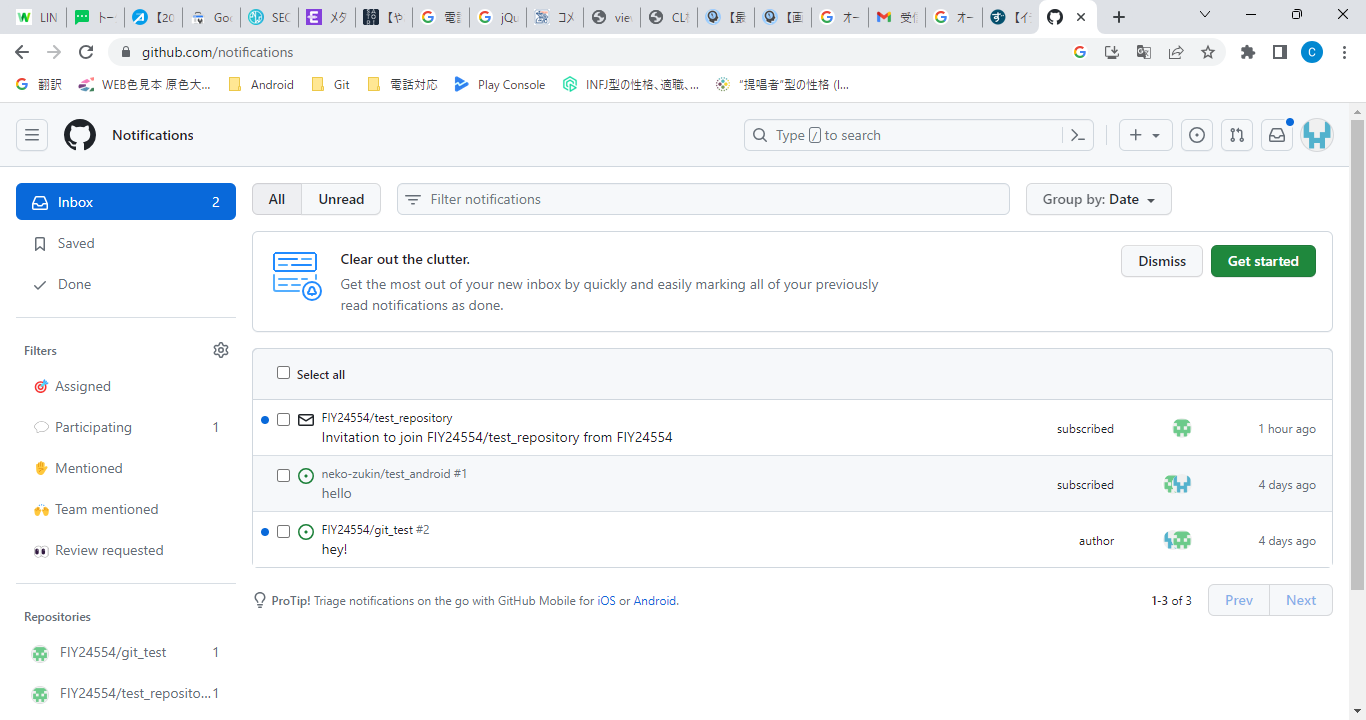 LIN
トー
【20
Goo
SEC
メタ
【や
電話
jQu
コメ
viev
CL材
【最
【画
オー
受信
オー
【イ
github.com/notifications
C
翻訳
WEB色見本 原色大...
Android
Git
電話対応
Play Console
INFJ型の性格、適職、...
“提唱者”型の性格 (I...
Notifications
Type / to search
Inbox 2
All
Unread
Filter notifications
Group by: Date
Saved
Done
Clear out the clutter.
Get the most out of your new inbox by quickly and easily marking all of your previously
read notifications as done.
Dismiss
Get started
Filters
Assigned
Participating 1
Mentioned
Team mentioned
Review requested
Select all
FIY24554/test_repository
Invitation to join FIY24554/test_repository from FIY24554
subscribed
1 hour ago
neko-zukin/test_android #1
hello
subscribed
4 days ago
FIY24554/git_test #2
hey!
author
4 days ago
ProTip! Triage notifications on the go with GitHub Mobile for iOS or Android.
1-3 of 3
Prev
Next
Repositories
FIY24554/git_test 1
FIY24554/test_reposito... 1